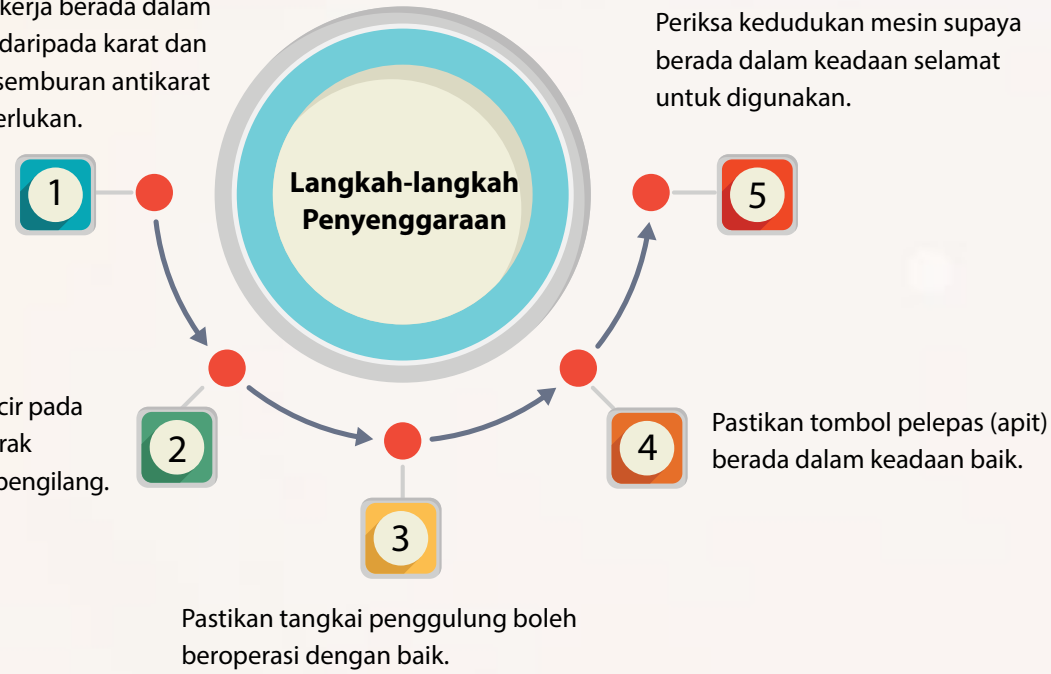 kerja berada dalam
daripada karat dan
semburan antikarat
erlukan.
1
cir pada
rak
pengilang.
2
Langkah-langkah
Penyenggaraan
3
Pastikan tangkai penggulung boleh
beroperasi dengan baik.
4
Pastikan tombol pelepas (apit)
berada dalam keadaan baik.
Periksa kedudukan mesin supaya
berada dalam keadaan selamat
untuk digunakan.
5